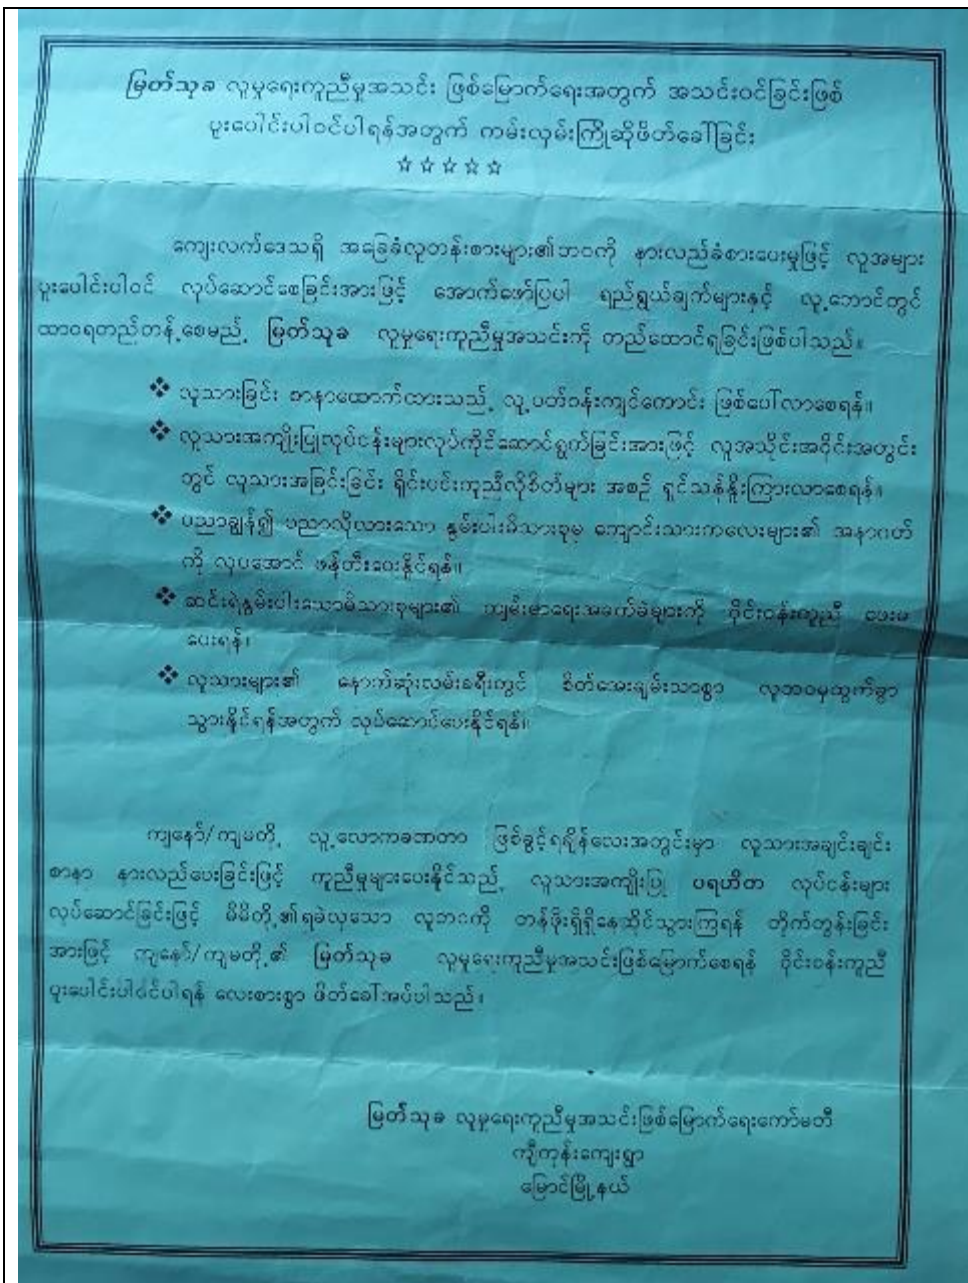 မြတ်သုခ လူမှုရေးကူညီမှုအသင်း ဖြစ်မြောက်ရေးအတွက် အသင်းဝင်ခြင်းဖြစ်
ပူးပေါင်းပါဝင်ပါရန်အတွက် ကမ်းလှမ်းကြိုဆိုဖိတ်ခေါ်ခြင်း
☆☆☆☆☆
ကျေးလက်ဒေသရှိ အခြေခံလူတန်းစားများ၏ဘဝကို နားလည်ခံစားပေးမှုဖြင့် လူအများ
ပူးပေါင်းပါဝင် လုပ်ဆောင်စေခြင်းအားဖြင့် အောက်ဖော်ပြပါ ရည်ရွယ်ချက်များနှင့် လူ့ဘောင်တွင်
ထာဝရတည်တန့်စေမည့် မြတ်သုခ လူမှုရေးကူညီမှုအသင်းကို တည်ထောင်ရခြင်းဖြစ်ပါသည်။
❖ လူသားခြင်း စာနာထောက်ထားသည့် လူ့ပတ်ဝန်းကျင်ကောင်း ဖြစ်ပေါ်လာစေရန်။
❖ လူသားအကျိုးပြုလုပ်ငန်းများလုပ်ကိုင်ဆောင်ရွက်ခြင်းအားဖြင့် လူအသိုင်းအဝိုင်းအတွင်း
တွင် လူသားအခြင်းခြင်း ရိုင်းပင်းကူညီလိုစိတ်များ အစဉ် ရှင်သန်နိုးကြားလာစေရန်။
❖ ပညာချွန်၍ ပညာလိုလားသော နွမ်းပါးမိသားစုမှ ကျောင်းသားကလေးများ၏ အနာဂတ်
ကို လှပအောင် ဖန်တီးပေးနိုင်ရန်။
❖ ဆင်းရဲနွမ်းပါးသောမိသားစုများ၏ ကျမ်းမာရေးအခက်ခဲများကို ဝိုင်းဝန်းကူညီ ဖေးမ
ပေးရန်။
❖ လူသားများ၏ နောက်ဆုံးလမ်းခရီးတွင် စိတ်အေးချမ်းသာစွာ လူ့ဘဝမှထွက်ခွာ
သွားနိုင်ရန်အတွက် လုပ်ဆောင်ပေးနိုင်ရန်။
ကျနော်/ကျမတို့ လူ့လောကခဏတာ ဖြစ်ခွင့်ရချိန်လေးအတွင်းမှာ လူသားအချင်းချင်း
စာနာ နားလည်ပေးခြင်းဖြင့် ကူညီမှုများပေးနိုင်သည့် လူသားအကျိုးပြု ပရဟိတ လုပ်ငန်းများ
လုပ်ဆောင်ခြင်းဖြင့် မိမိတို့၏ရခဲလှသော လူဘဝကို တန်ဖိုးရှိရှိနေထိုင်သွားကြရန် တိုက်တွန်းခြင်း
အားဖြင့် ကျနော်/ကျမတို့၏ မြတ်သုခ လူမှုရေးကူညီမှုအသင်းဖြစ်မြောက်စေရန် ဝိုင်းဝန်းကူညီ
ပူးပေါင်းပါဝင်ပါရန် လေးစားစွာ ဖိတ်ခေါ်အပ်ပါသည်။
မြတ်သုခ လူမှုရေးကူညီမှုအသင်းဖြစ်မြောက်ရေးကော်မတီ
ကျီကုန်းကျေးရွာ
မြောင်မြို့နယ်